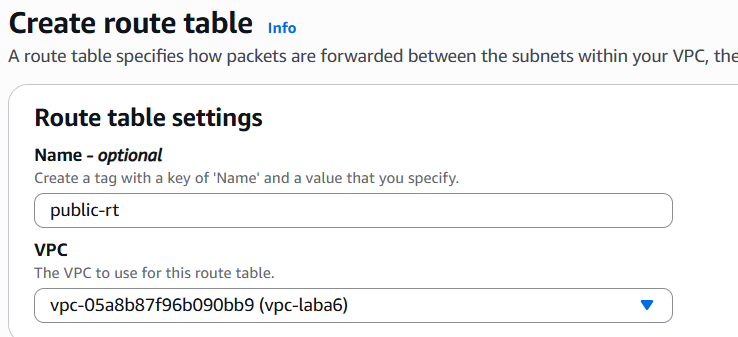 Create route table Info
A route table specifies how packets are forwarded between the subnets within your VPC, the
Route table settings
Name - optional
Create a tag with a key of 'Name' and a value that you specify.
public-rt
VPC
The VPC to use for this route table.
vpc-05a8b87f96b090bb9 (vpc-laba6)